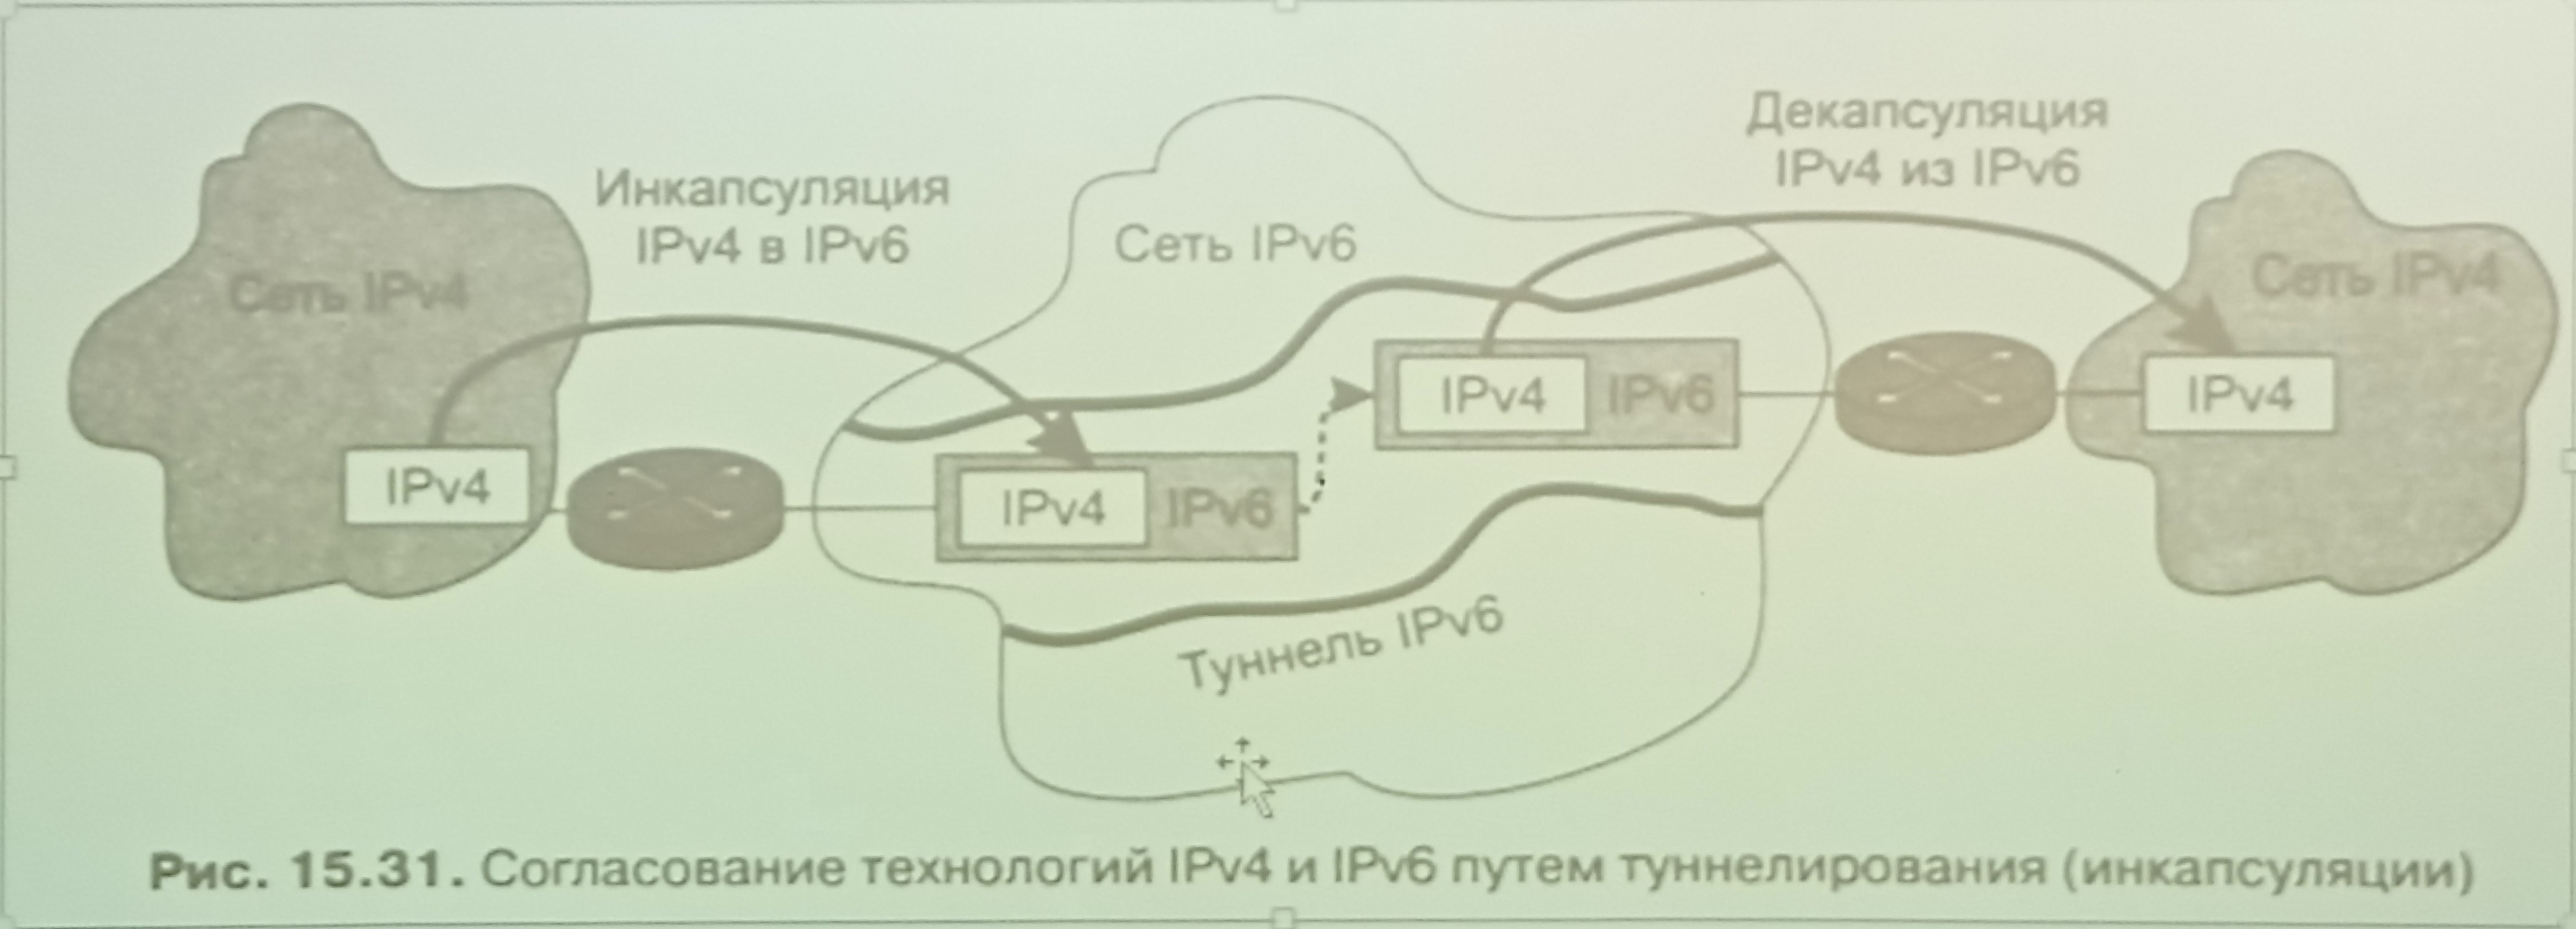 Инкапсуляция
IPv4 в IPv6
Декапсуляция
IPv4 из IPv6
Сеть IPv4
Сеть IPv6
Сеть IPv4
IPv4
IPv4 IPv6
IPv4 IPv6
IPv4
Туннель IPv6
Рис. 15.31. Согласование технологий IPv4 и IPv6 путем туннелирования (инкапсуляции)